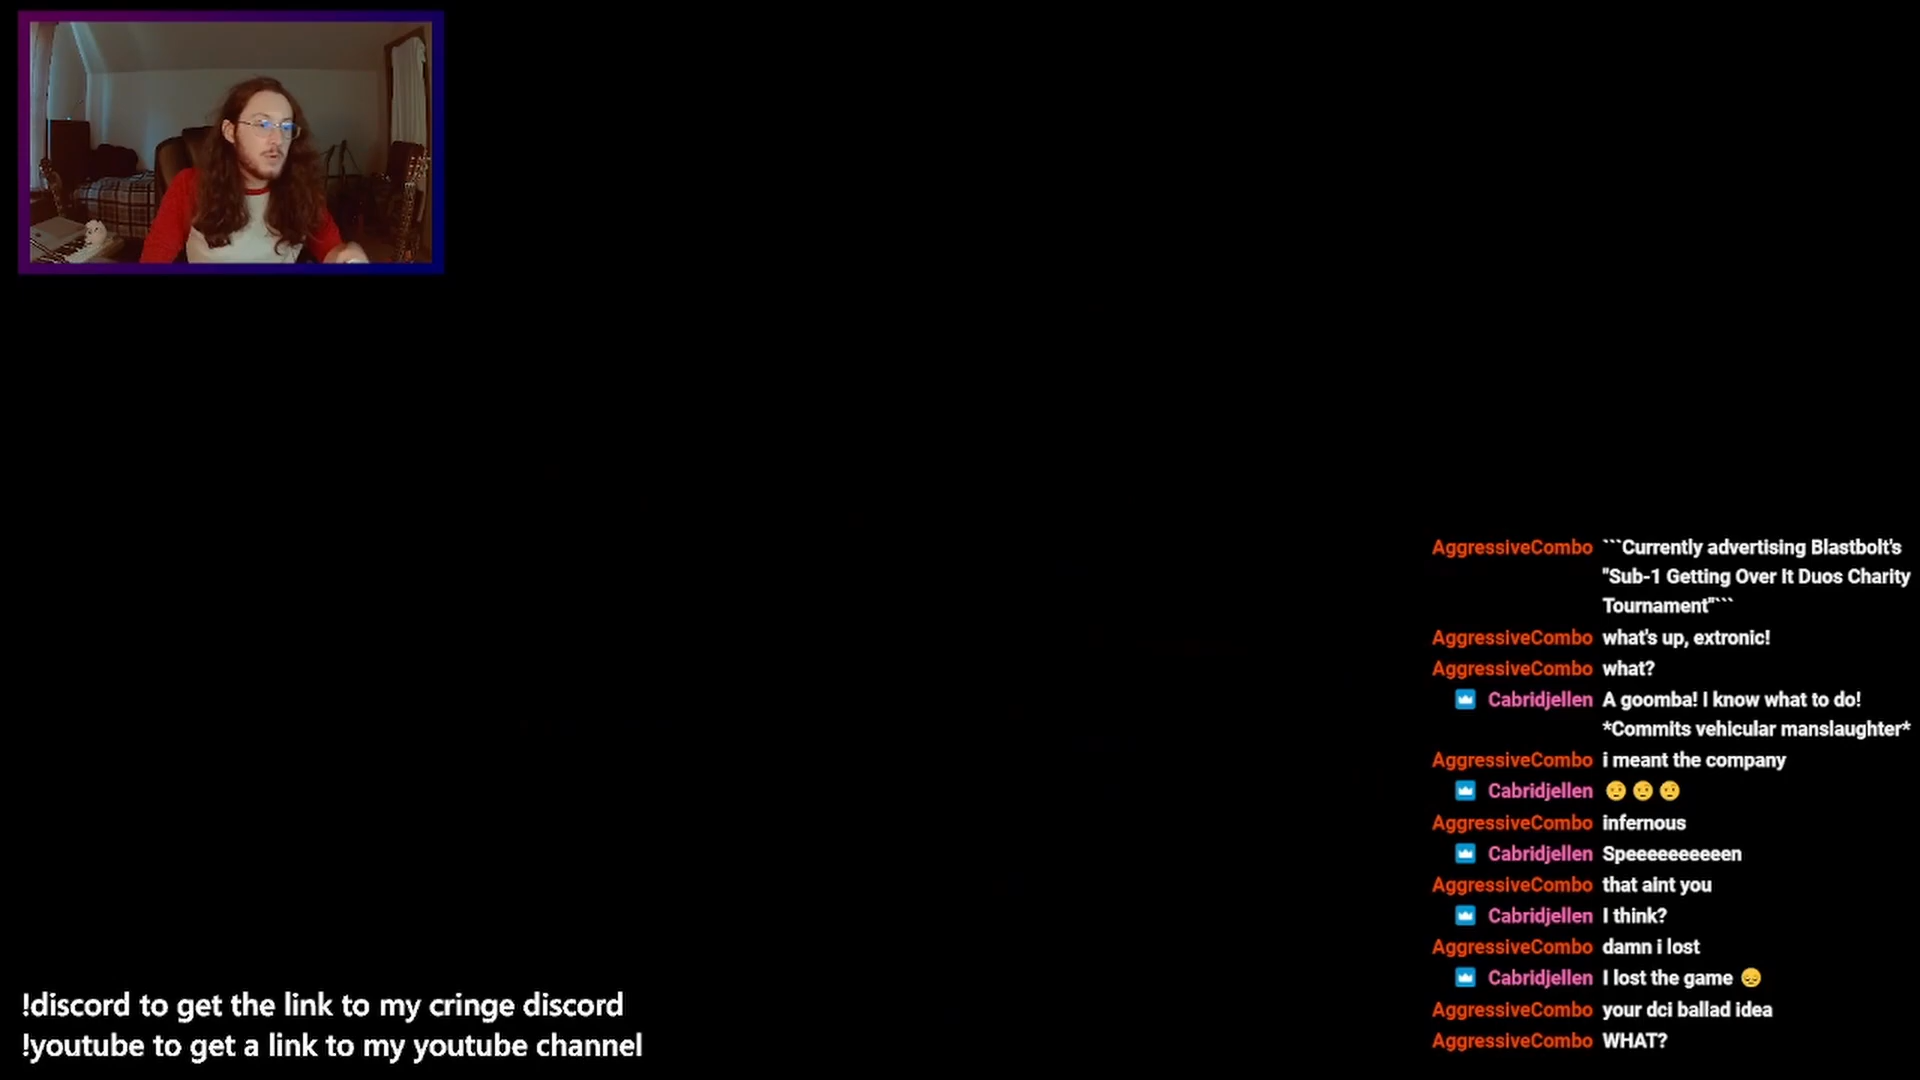 AggressiveCombo ```Currently advertising Blastbolt's
"Sub-1 Getting Over It Duos Charity
Tournament"```
AggressiveCombo what's up, extronic!
AggressiveCombo what?
Cabridjellen A goomba! I know what to do!
*Commits vehicular manslaughter*
AggressiveCombo i meant the company
Cabridjellen 🤨🤨🤨
AggressiveCombo infernous
Cabridjellen Speeeeeeeeeen
AggressiveCombo that aint you
Cabridjellen I think?
AggressiveCombo damn i lost
Cabridjellen I lost the game 😔
AggressiveCombo your dci ballad idea
AggressiveCombo WHAT?
!discord to get the link to my cringe discord
!youtube to get a link to my youtube channel